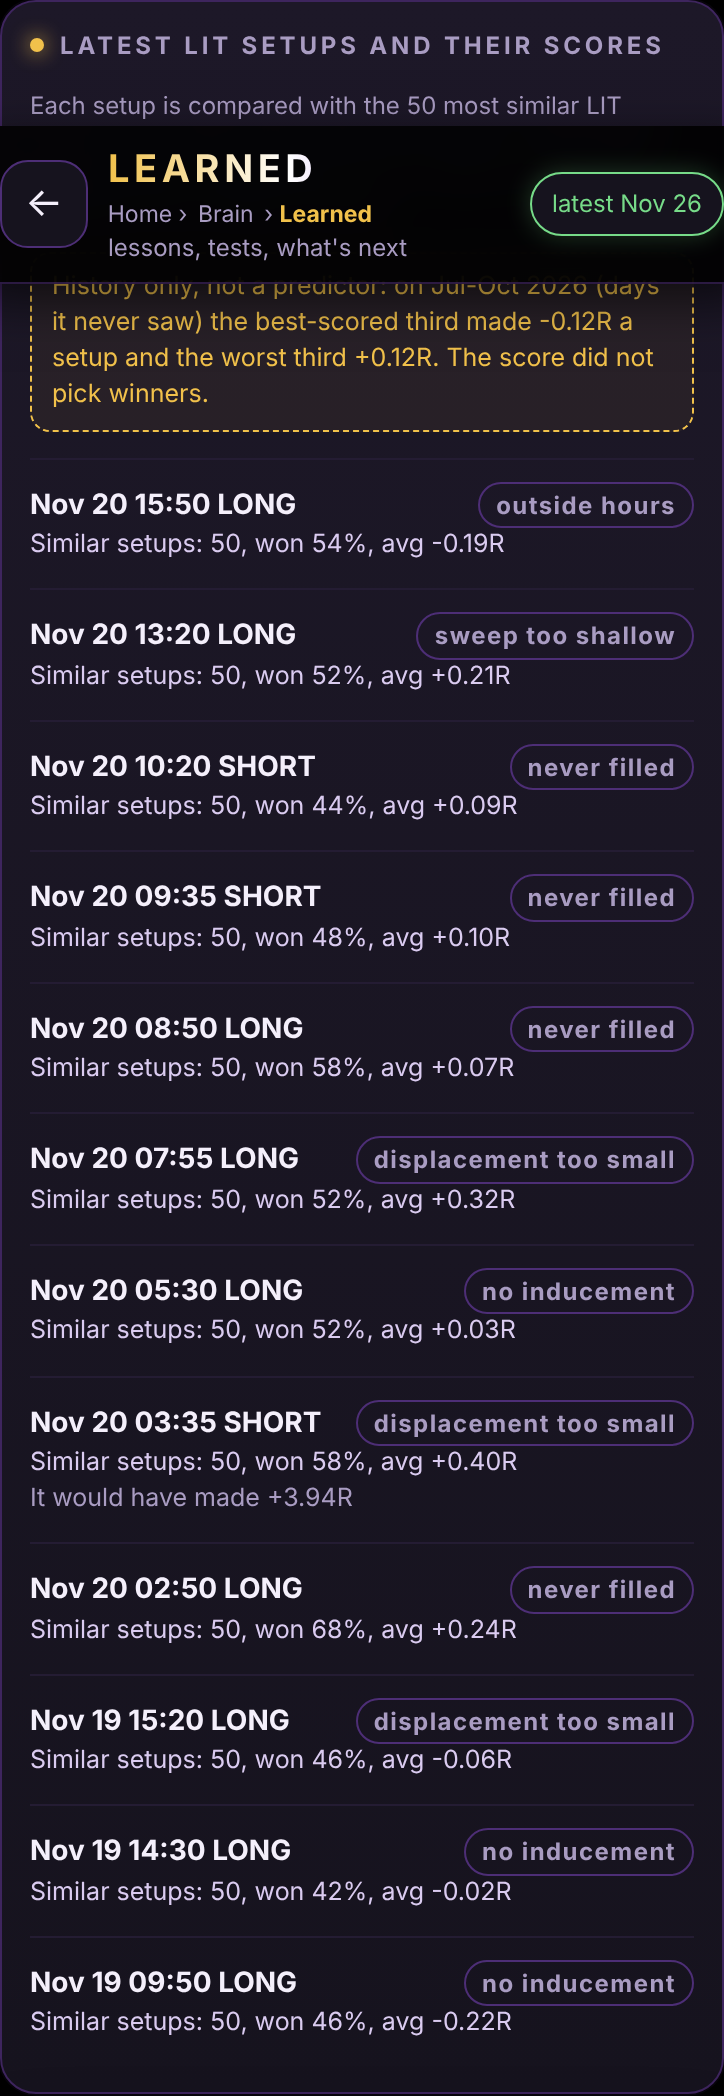 LATEST LIT SETUPS AND THEIR SCORES
Each setup is compared with the 50 most similar LIT
←
LEARNED
Home › Brain › Learned
lessons, tests, what's next
latest Nov 26
History only, not a predictor: on Jul-Oct 2026 (days
it never saw) the best-scored third made -0.12R a
setup and the worst third +0.12R. The score did not
pick winners.
Nov 20 15:50 LONG
outside hours
Similar setups: 50, won 54%, avg -0.19R
Nov 20 13:20 LONG
sweep too shallow
Similar setups: 50, won 52%, avg +0.21R
Nov 20 10:20 SHORT
never filled
Similar setups: 50, won 44%, avg +0.09R
Nov 20 09:35 SHORT
never filled
Similar setups: 50, won 48%, avg +0.10R
Nov 20 08:50 LONG
never filled
Similar setups: 50, won 58%, avg +0.07R
Nov 20 07:55 LONG
displacement too small
Similar setups: 50, won 52%, avg +0.32R
Nov 20 05:30 LONG
no inducement
Similar setups: 50, won 52%, avg +0.03R
Nov 20 03:35 SHORT
displacement too small
Similar setups: 50, won 58%, avg +0.40R
It would have made +3.94R
Nov 20 02:50 LONG
never filled
Similar setups: 50, won 68%, avg +0.24R
Nov 19 15:20 LONG
displacement too small
Similar setups: 50, won 46%, avg -0.06R
Nov 19 14:30 LONG
no inducement
Similar setups: 50, won 42%, avg -0.02R
Nov 19 09:50 LONG
no inducement
Similar setups: 50, won 46%, avg -0.22R